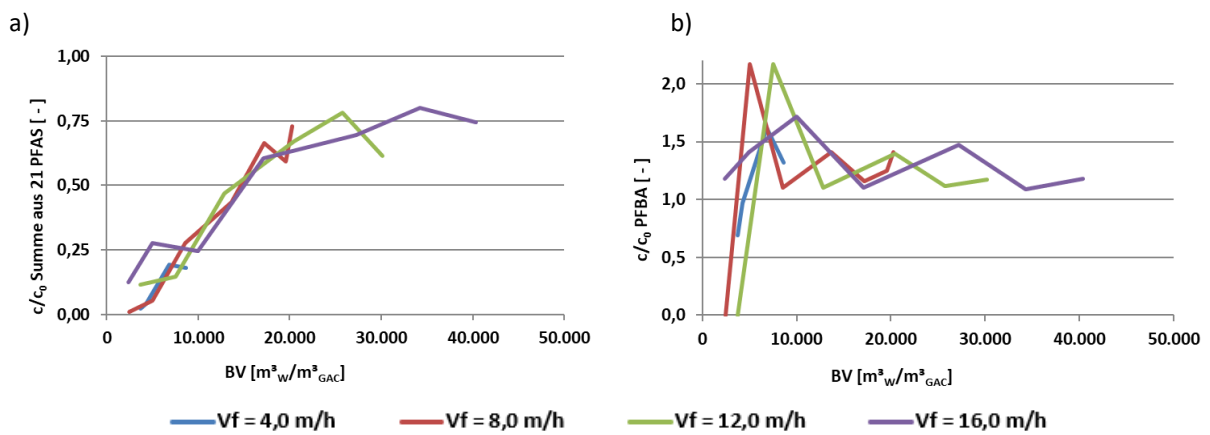 a)
1,00
0,75
0,50
0,25
0,00
c/c₀ Summe aus 21 PFAS [ - ]
0 10.000 20.000 30.000 40.000 50.000
BV [m³W/m³GAC]
b)
2,0
1,5
1,0
0,5
0,0
c/c₀ PFBA [ - ]
0 10.000 20.000 30.000 40.000 50.000
BV [m³W/m³GAC]
Vf = 4,0 m/h Vf = 8,0 m/h Vf = 12,0 m/h Vf = 16,0 m/h